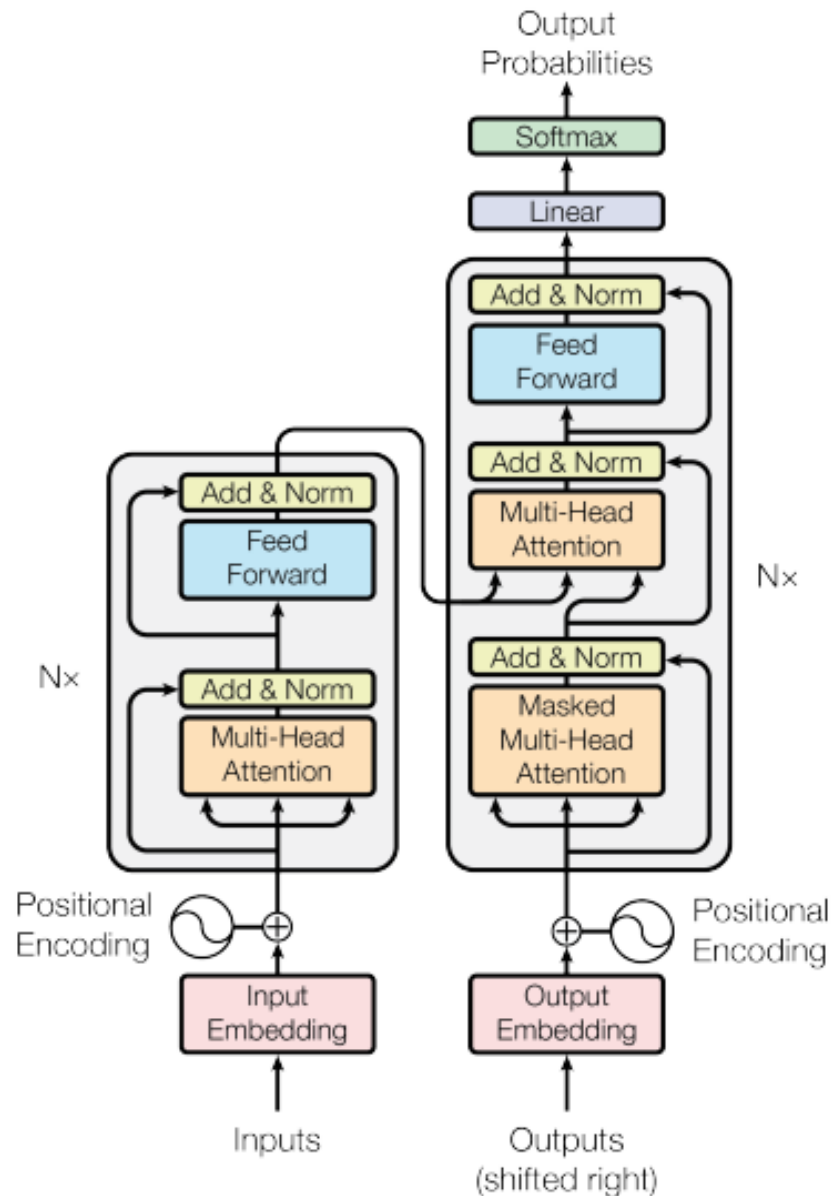 Output
Probabilities
Softmax
Linear
Add & Norm
Feed
Forward
Add & Norm
Multi-Head
Attention
Add & Norm
Masked
Multi-Head
Attention
N×
Add & Norm
Feed
Forward
Add & Norm
Multi-Head
Attention
N×
Positional
Encoding
Positional
Encoding
Input
Embedding
Output
Embedding
Inputs
Outputs
(shifted right)